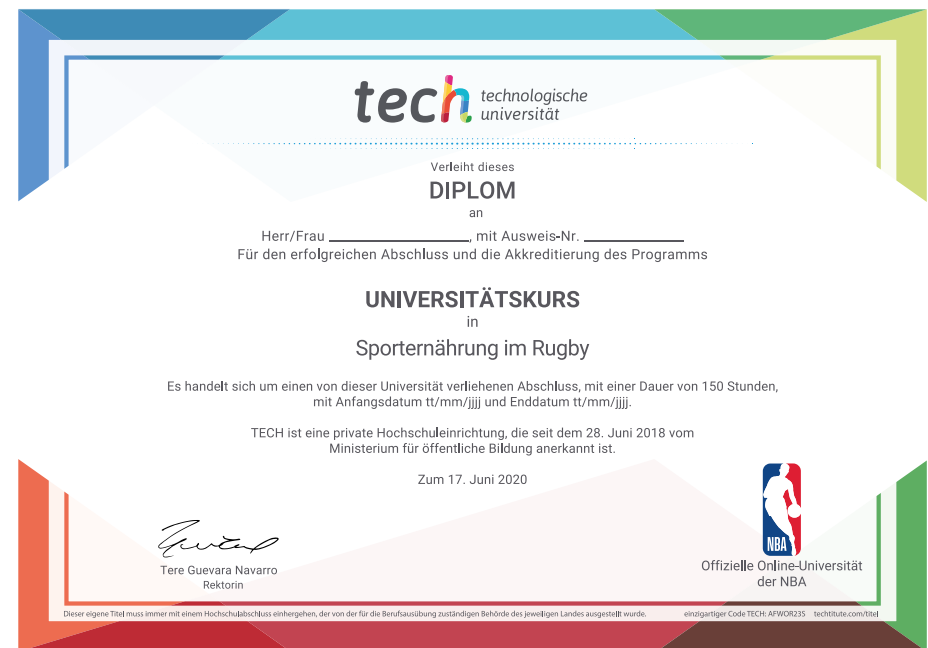 tech technologische
universität
Verleiht dieses
DIPLOM
an
Herr/Frau ____________________, mit Ausweis-Nr. ______________
Für den erfolgreichen Abschluss und die Akkreditierung des Programms
UNIVERSITÄTSKURS
in
Sporternährung im Rugby
Es handelt sich um einen von dieser Universität verliehenen Abschluss, mit einer Dauer von 150 Stunden,
mit Anfangsdatum tt/mm/jjjj und Enddatum tt/mm/jjjj.
TECH ist eine private Hochschuleinrichtung, die seit dem 28. Juni 2018 vom
Ministerium für öffentliche Bildung anerkannt ist.
Zum 17. Juni 2020
NBA
Tere Guevara Navarro
Rektorin
Offizielle Online-Universität
der NBA
Dieser eigene Titel muss immer mit einem Hochschulabschluss einhergehen, der von der für die Berufsausübung zuständigen Behörde des jeweiligen Landes ausgestellt wurde. einzigartiger Code TECH: AFWOR23S techtitute.com/titel